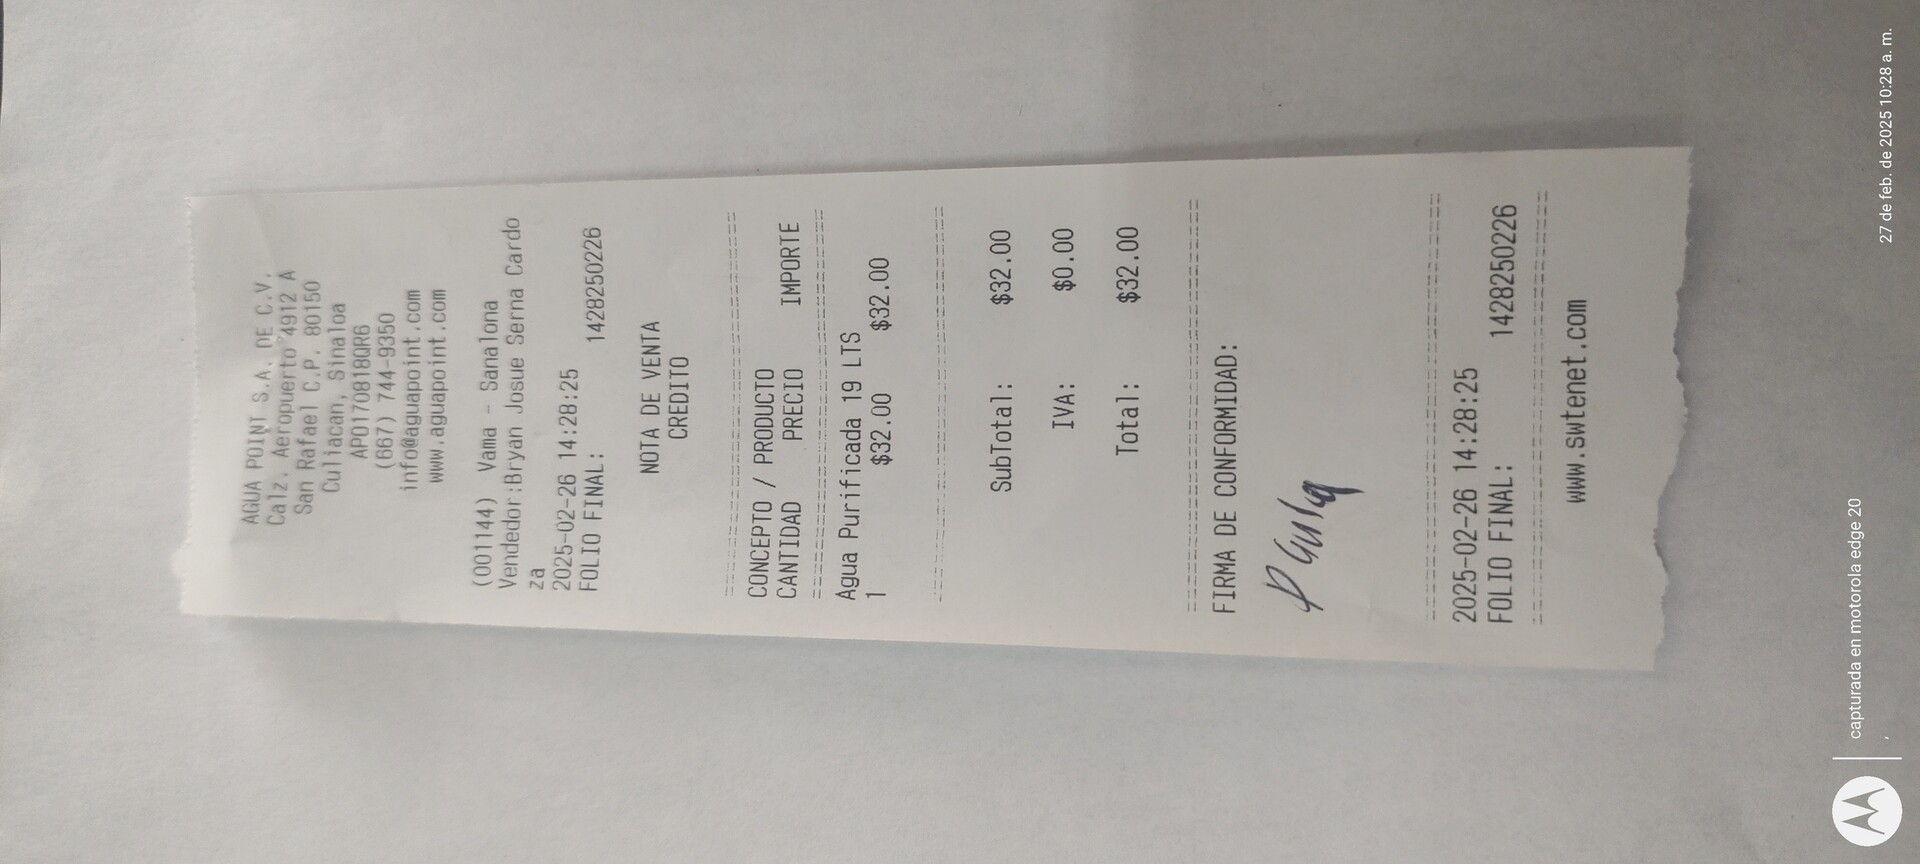 AGUA POINT S.A. DE C.V.
Calz. Aeropuerto 4912 A
San Rafael C.P. 80150
Culiacan, Sinaloa
APO170818QR6
(667) 744-9350
info@aguapoint.com
www.aguapoint.com
(001144) Vama - Sanalona
Vendedor:Bryan Josue Serna Cardo
za
2025-02-26 14:28:25
FOLIO FINAL: 1428250226
NOTA DE VENTA
CREDITO
CONCEPTO / PRODUCTO
CANTIDAD PRECIO IMPORTE
Agua Purificada 19 LTS
1 $32.00 $32.00
SubTotal: $32.00
IVA: $0.00
Total: $32.00
FIRMA DE CONFORMIDAD:
2025-02-26 14:28:25
FOLIO FINAL: 1428250226
www.swtenet.com
capturada en motorola edge 20
27 de feb. de 2025 10:28 a. m.